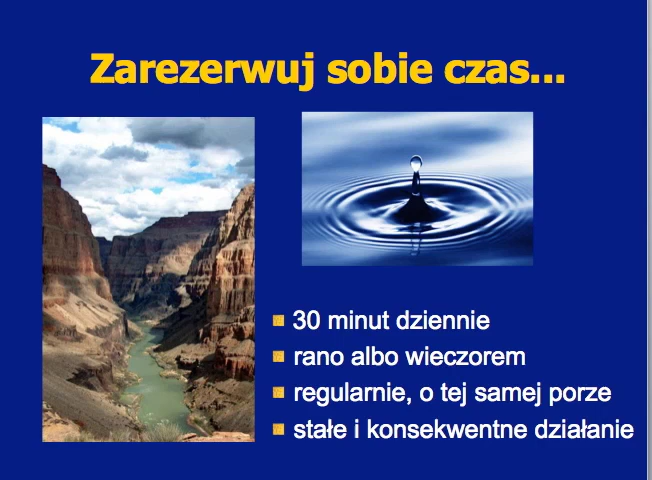 Zarezerwuj sobie czas...
30 minut dziennie
rano albo wieczorem
regularnie, o tej samej porze
stałe i konsekwentne działanie